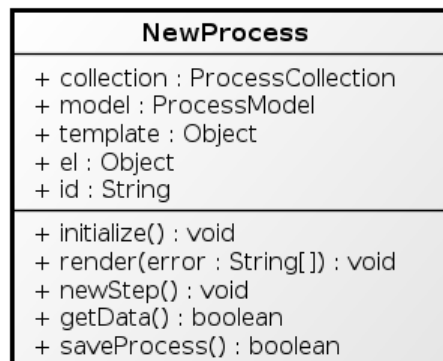 NewProcess
+ collection : ProcessCollection
+ model : ProcessModel
+ template : Object
+ el : Object
+ id : String
+ initialize() : void
+ render(error : String[]) : void
+ newStep() : void
+ getData() : boolean
+ saveProcess() : boolean